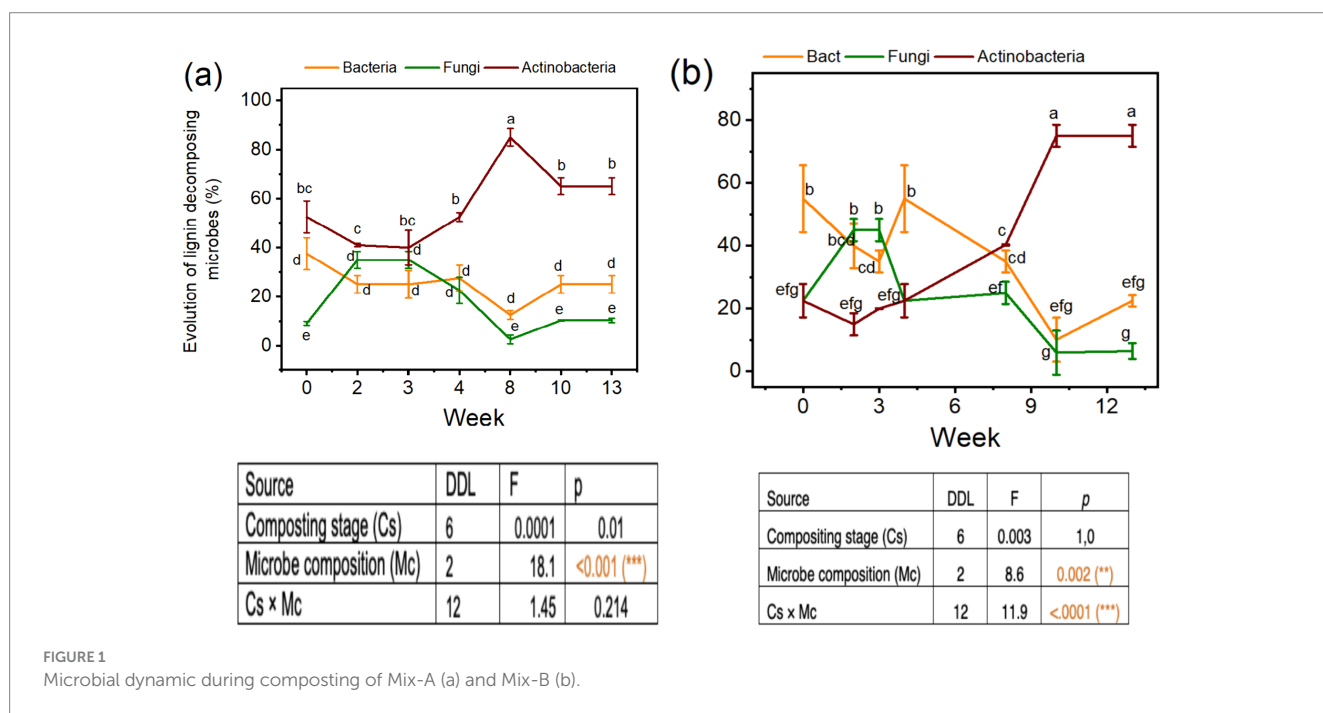 (a)
Bacteria Fungi Actinobacteria
Evolution of lignin decomposing
microbes (%)
100
80
60
40
20
0
bc
c
bc
b
a
b
b
d
d
d
d
d
d
d
d
d
d
d
e
e
e
e
0 2 3 4 8 10 13
Week
(b)
Bact Fungi Actinobacteria
80
60
40
20
0
b
b
b
b
bcd
cd
c
cd
a
a
efg
efg
efg
ef
efg
efg
g
g
0 3 6 9 12
Week
Source DDL F p
Composting stage (Cs) 6 0.0001 0.01
Microbe composition (Mc) 2 18.1 <0.001 (***)
Cs × Mc 12 1.45 0.214
Source DDL F p
Compositing stage (Cs) 6 0.003 1,0
Microbe composition (Mc) 2 8.6 0.002 (**)
Cs × Mc 12 11.9 <.0001 (***)
FIGURE 1
Microbial dynamic during composting of Mix-A (a) and Mix-B (b).